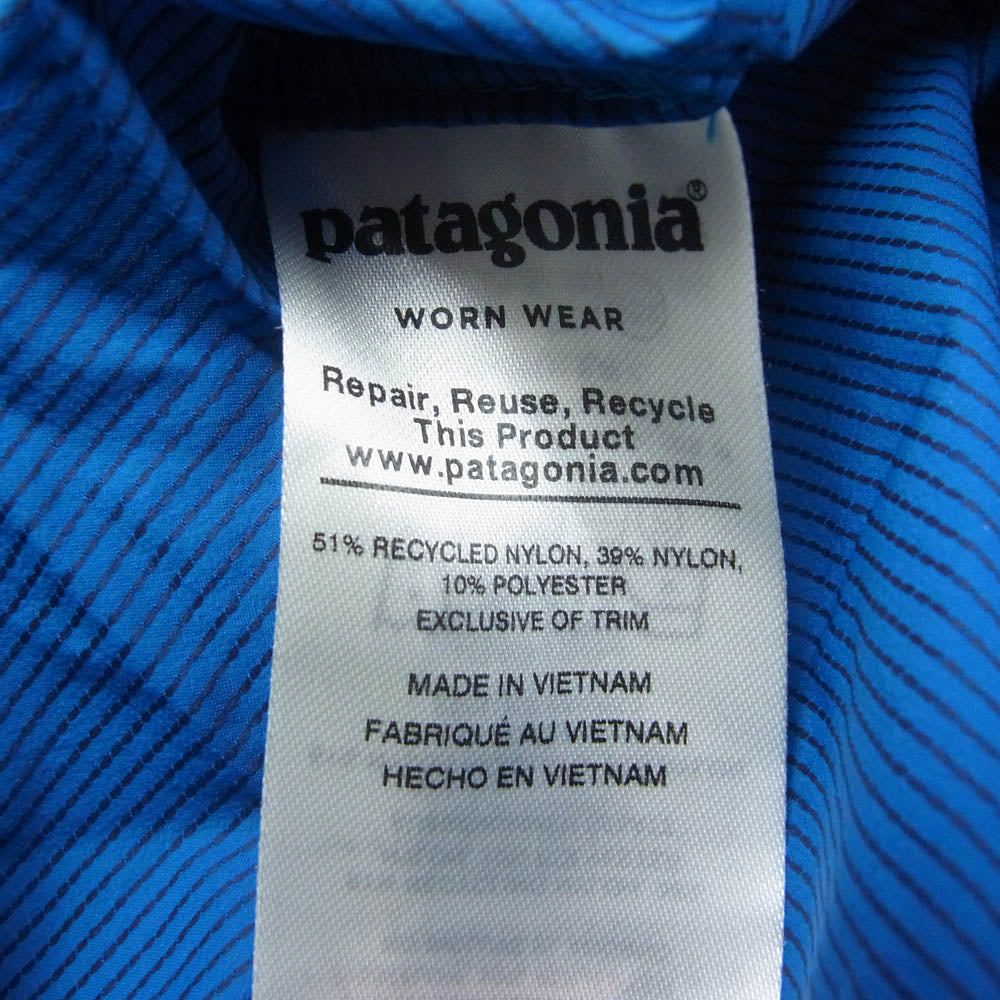 patagonia®
WORN WEAR
Repair, Reuse, Recycle
This Product
www.patagonia.com
51% RECYCLED NYLON, 39% NYLON,
10% POLYESTER
EXCLUSIVE OF TRIM
MADE IN VIETNAM
FABRIQUÉ AU VIETNAM
HECHO EN VIETNAM